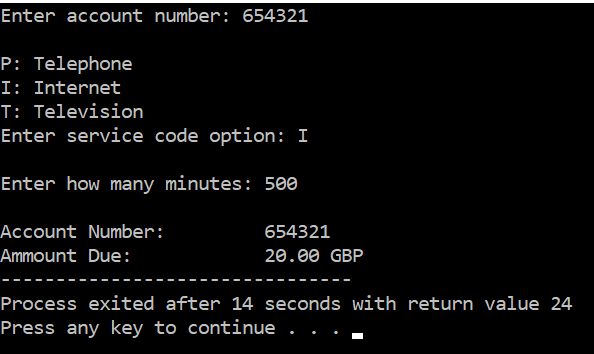 Enter account number: 654321
P: Telephone
I: Internet
T: Television
Enter service code option: I
Enter how many minutes: 500
Account Number: 654321
Ammount Due: 20.00 GBP
--------------------------------
Process exited after 14 seconds with return value 24
Press any key to continue . . .